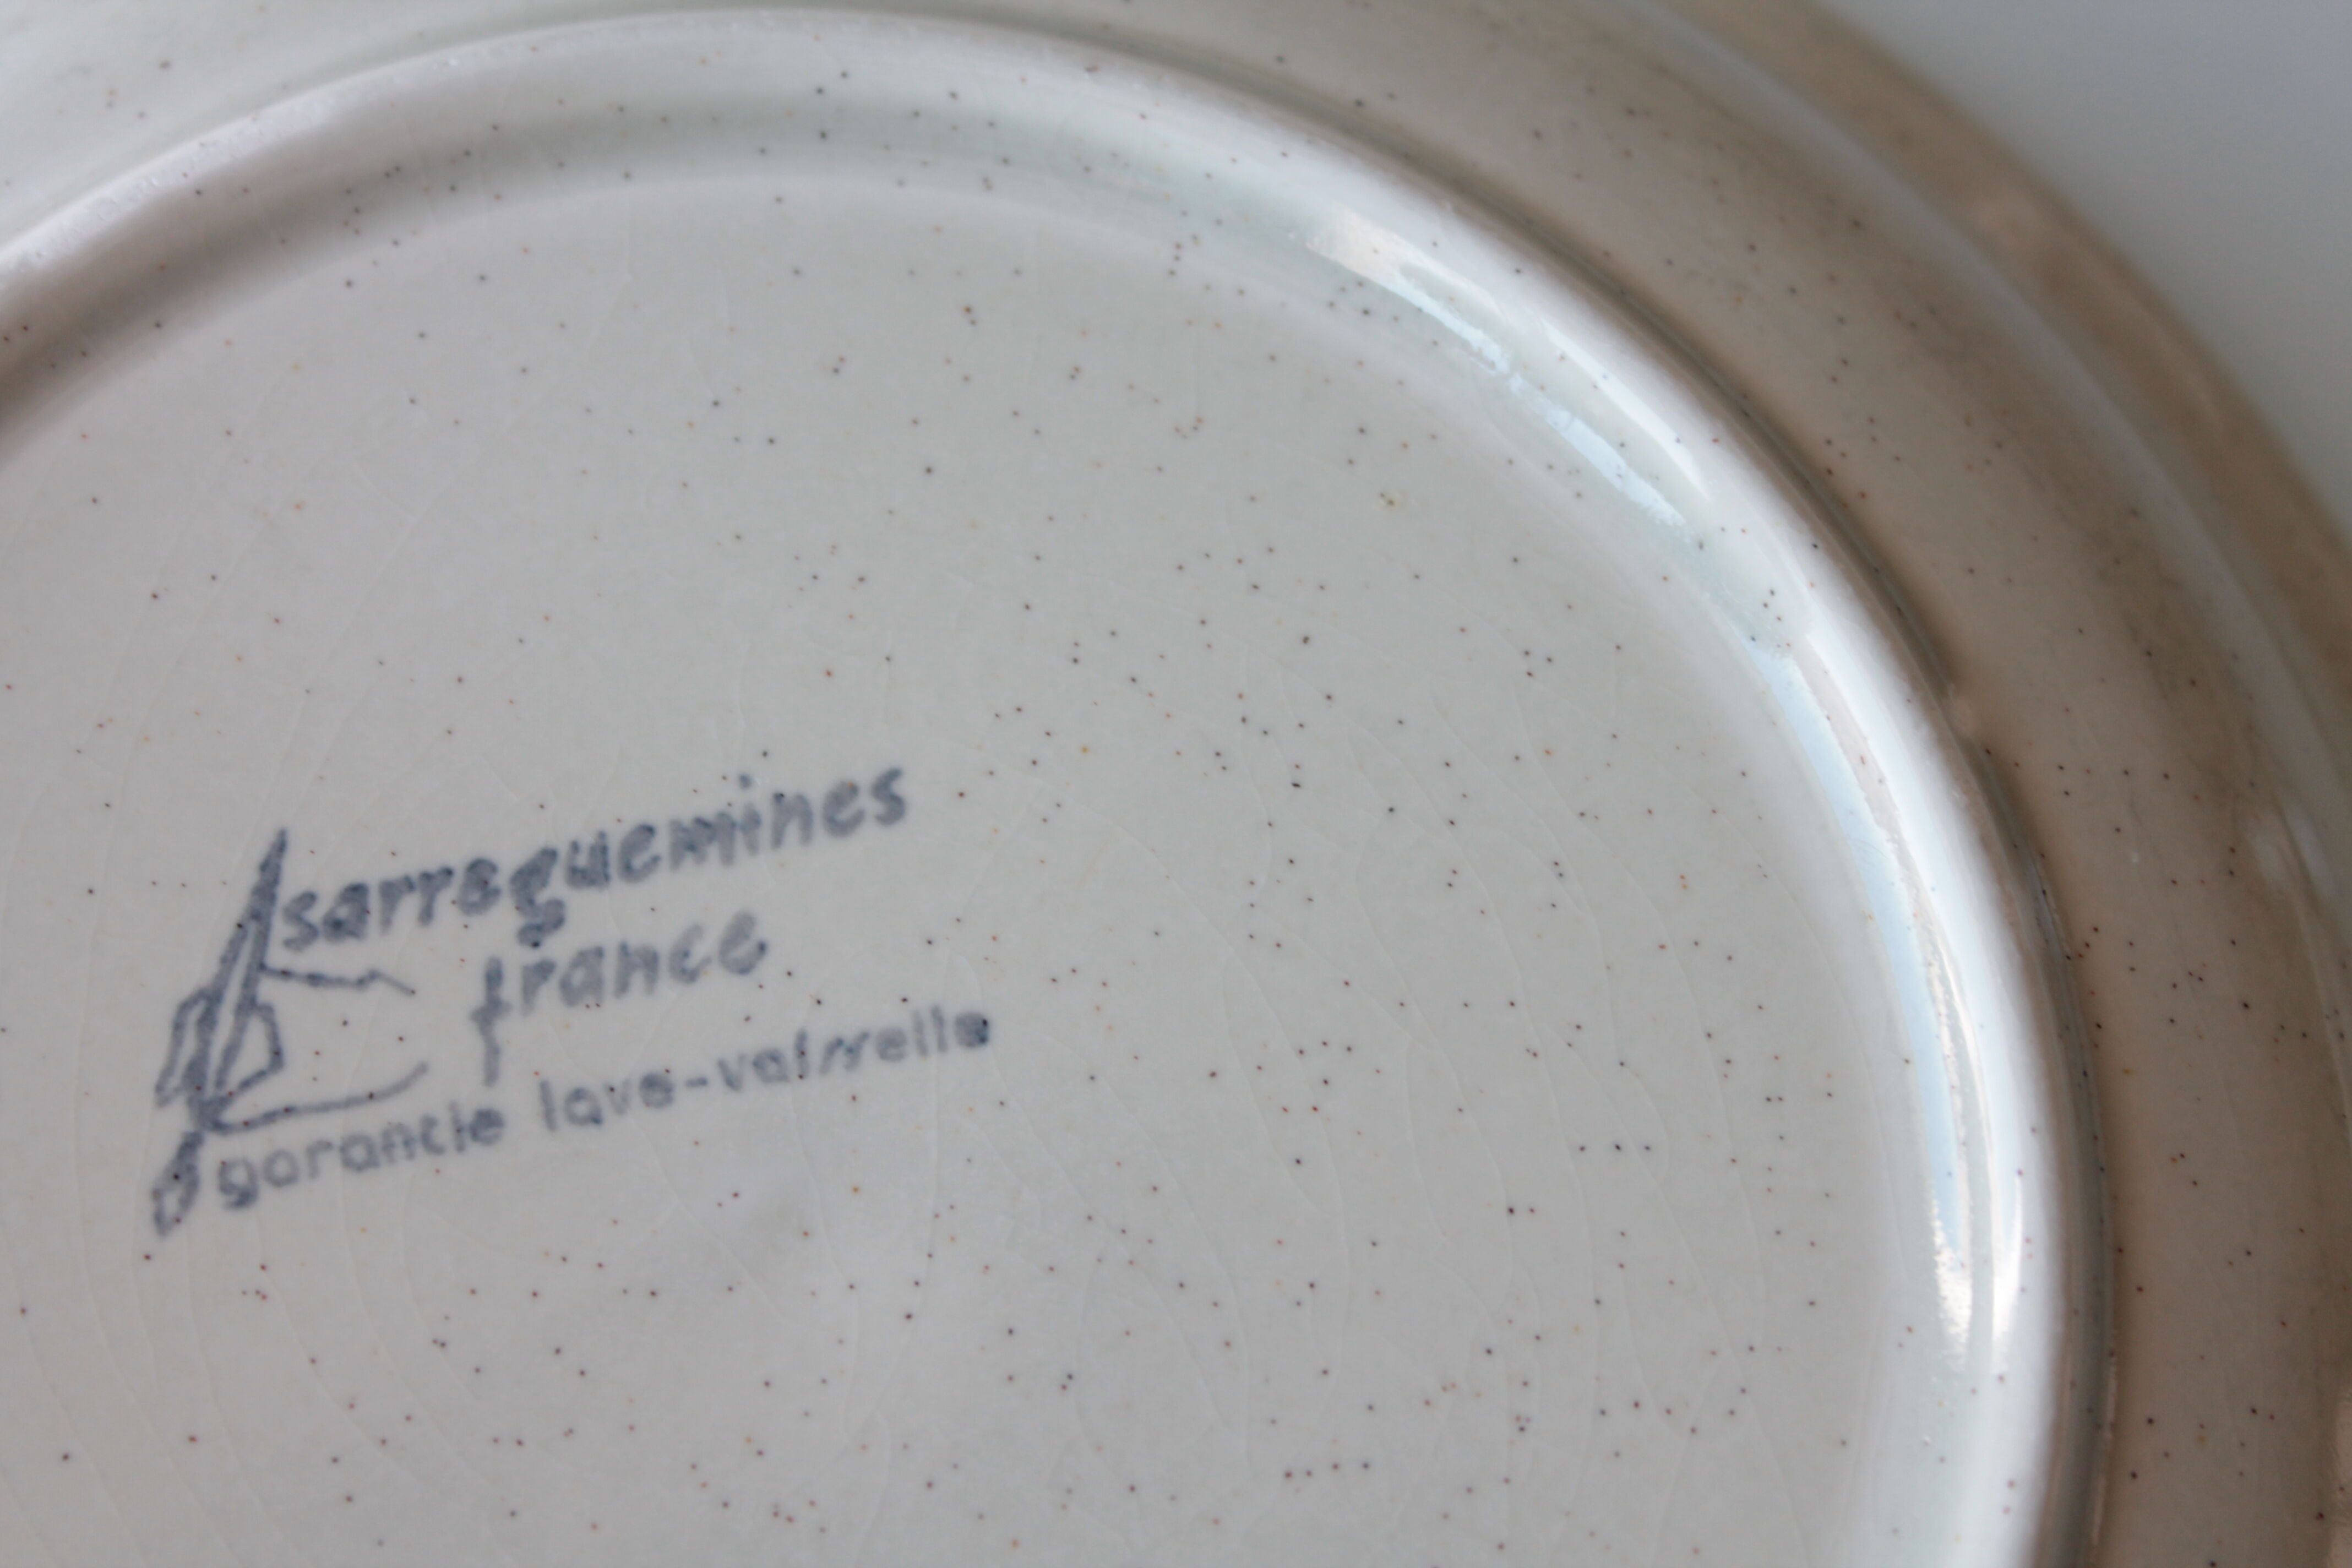 sarreguemines
france
garantie lave-vaisselle